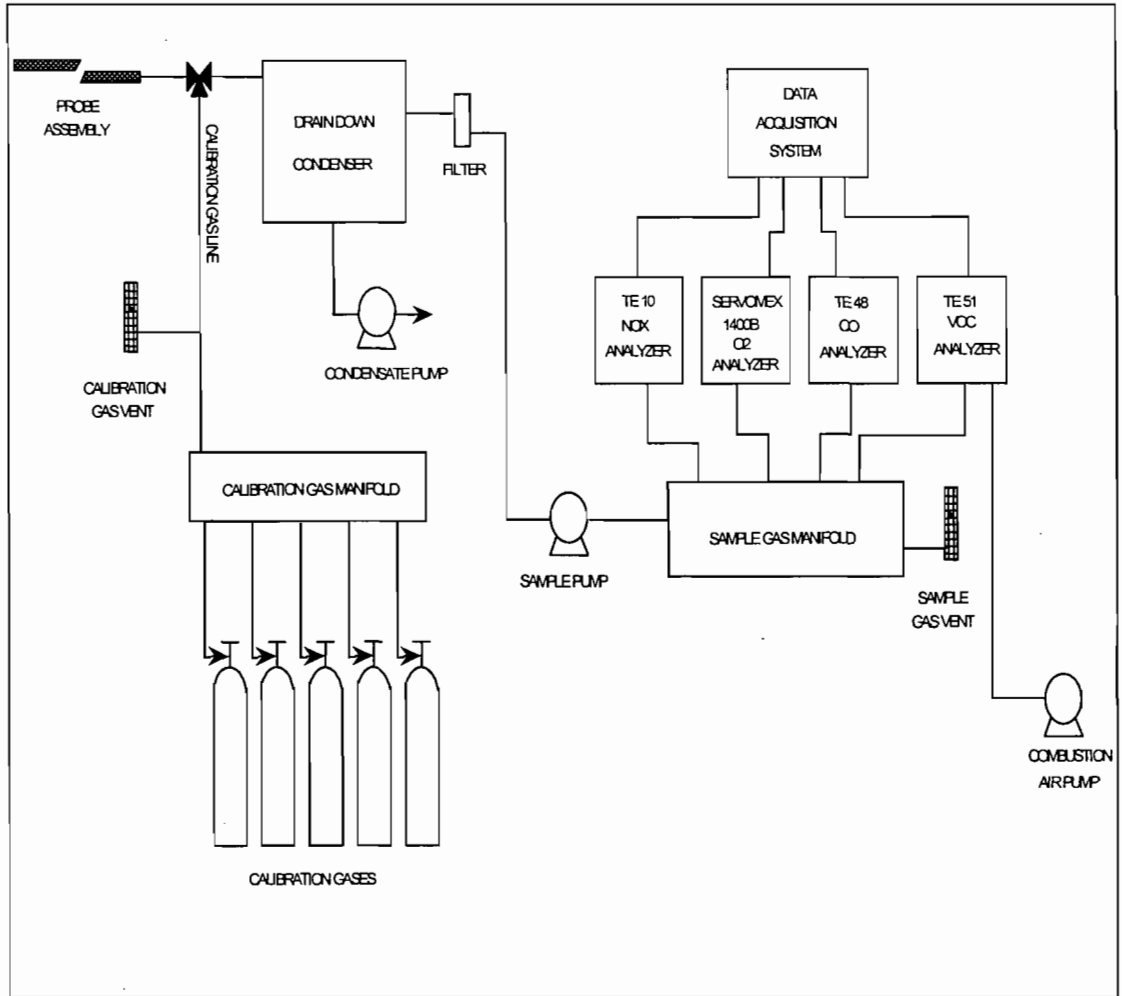 PROBE
ASSEMBLY
CALIBRATION GAS LINE
DRAIN DOWN
CONDENSER
FILTER
DATA
ACQUISITION
SYSTEM
TE 10
NOX
ANALYZER
SERVOMEX
1400B
O2
ANALYZER
TE 48
CO
ANALYZER
TE 51
VOC
ANALYZER
CALIBRATION
GAS VENT
CONDENSATE PUMP
CALIBRATION GAS MANIFOLD
SAMPLE PUMP
SAMPLE GAS MANIFOLD
SAMPLE
GAS VENT
COMBUSTION
AIR PUMP
CALIBRATION GASES